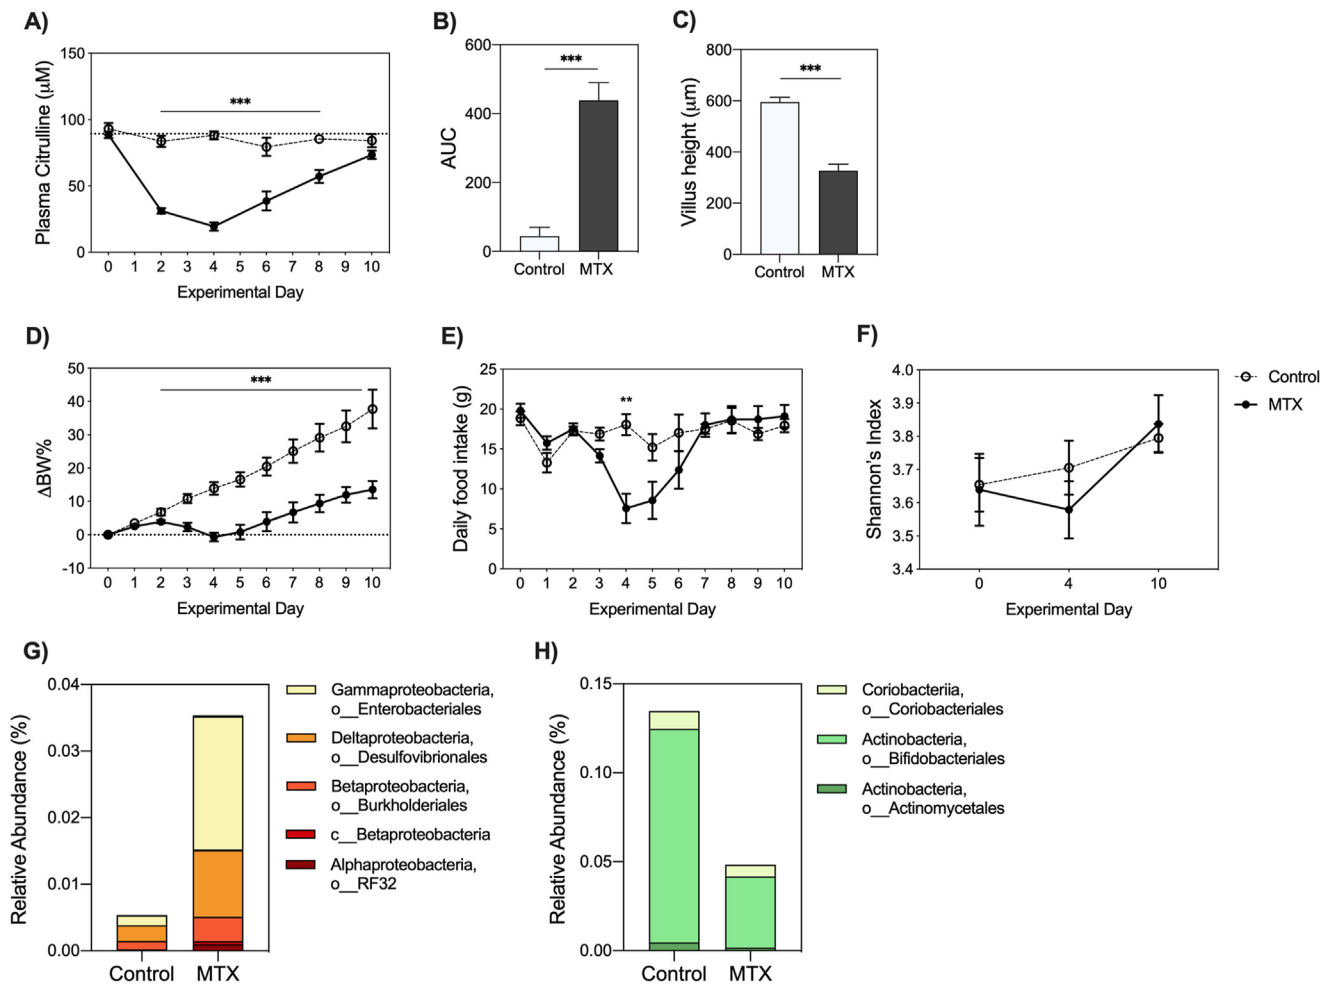 A)
Plasma Citrulline (μM)
150
100
50
0
***
0 1 2 3 4 5 6 7 8 9 10
Experimental Day
B)
AUC
600
400
200
0
***
Control MTX
C)
Villus height (μm)
800
600
400
200
0
***
Control MTX
D)
ΔBW%
50
40
30
20
10
0
-10
***
0 1 2 3 4 5 6 7 8 9 10
Experimental Day
E)
Daily food intake (g)
25
20
15
10
5
0
**
0 1 2 3 4 5 6 7 8 9 10
Experimental Day
F)
Shannon's Index
4.0
3.9
3.8
3.7
3.6
3.5
3.4
0 4 10
Experimental Day
Control
MTX
G)
Relative Abundance (%)
0.04
0.03
0.02
0.01
0.00
Control MTX
Gammaproteobacteria,
o__Enterobacteriales
Deltaproteobacteria,
o__Desulfovibrionales
Betaproteobacteria,
o__Burkholderiales
c__Betaproteobacteria
Alphaproteobacteria,
o__RF32
H)
Relative Abundance (%)
0.15
0.10
0.05
0.00
Control MTX
Coriobacteriia,
o__Coriobacteriales
Actinobacteria,
o__Bifidobacteriales
Actinobacteria,
o__Actinomycetales